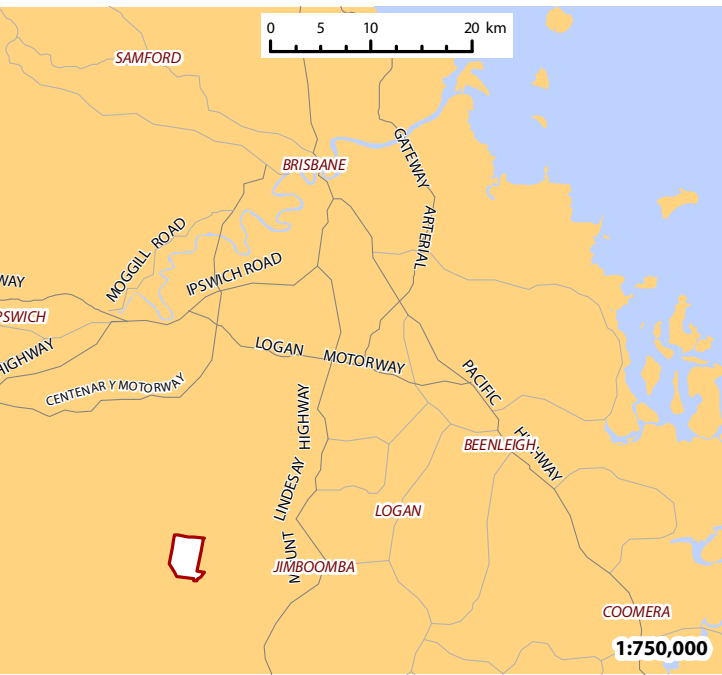 0 5 10 20 km
SAMFORD
BRISBANE
GATEWAY ARTERIAL
MOGGILL ROAD
IPSWICH ROAD
WAY
PSWICH
HIGHWAY
LOGAN MOTORWAY
CENTENARY MOTORWAY
PACIFIC HIGHWAY
BEENLEIGH
MOUNT LINDESAY HIGHWAY
LOGAN
JIMBOOMBA
COOMERA
1:750,000